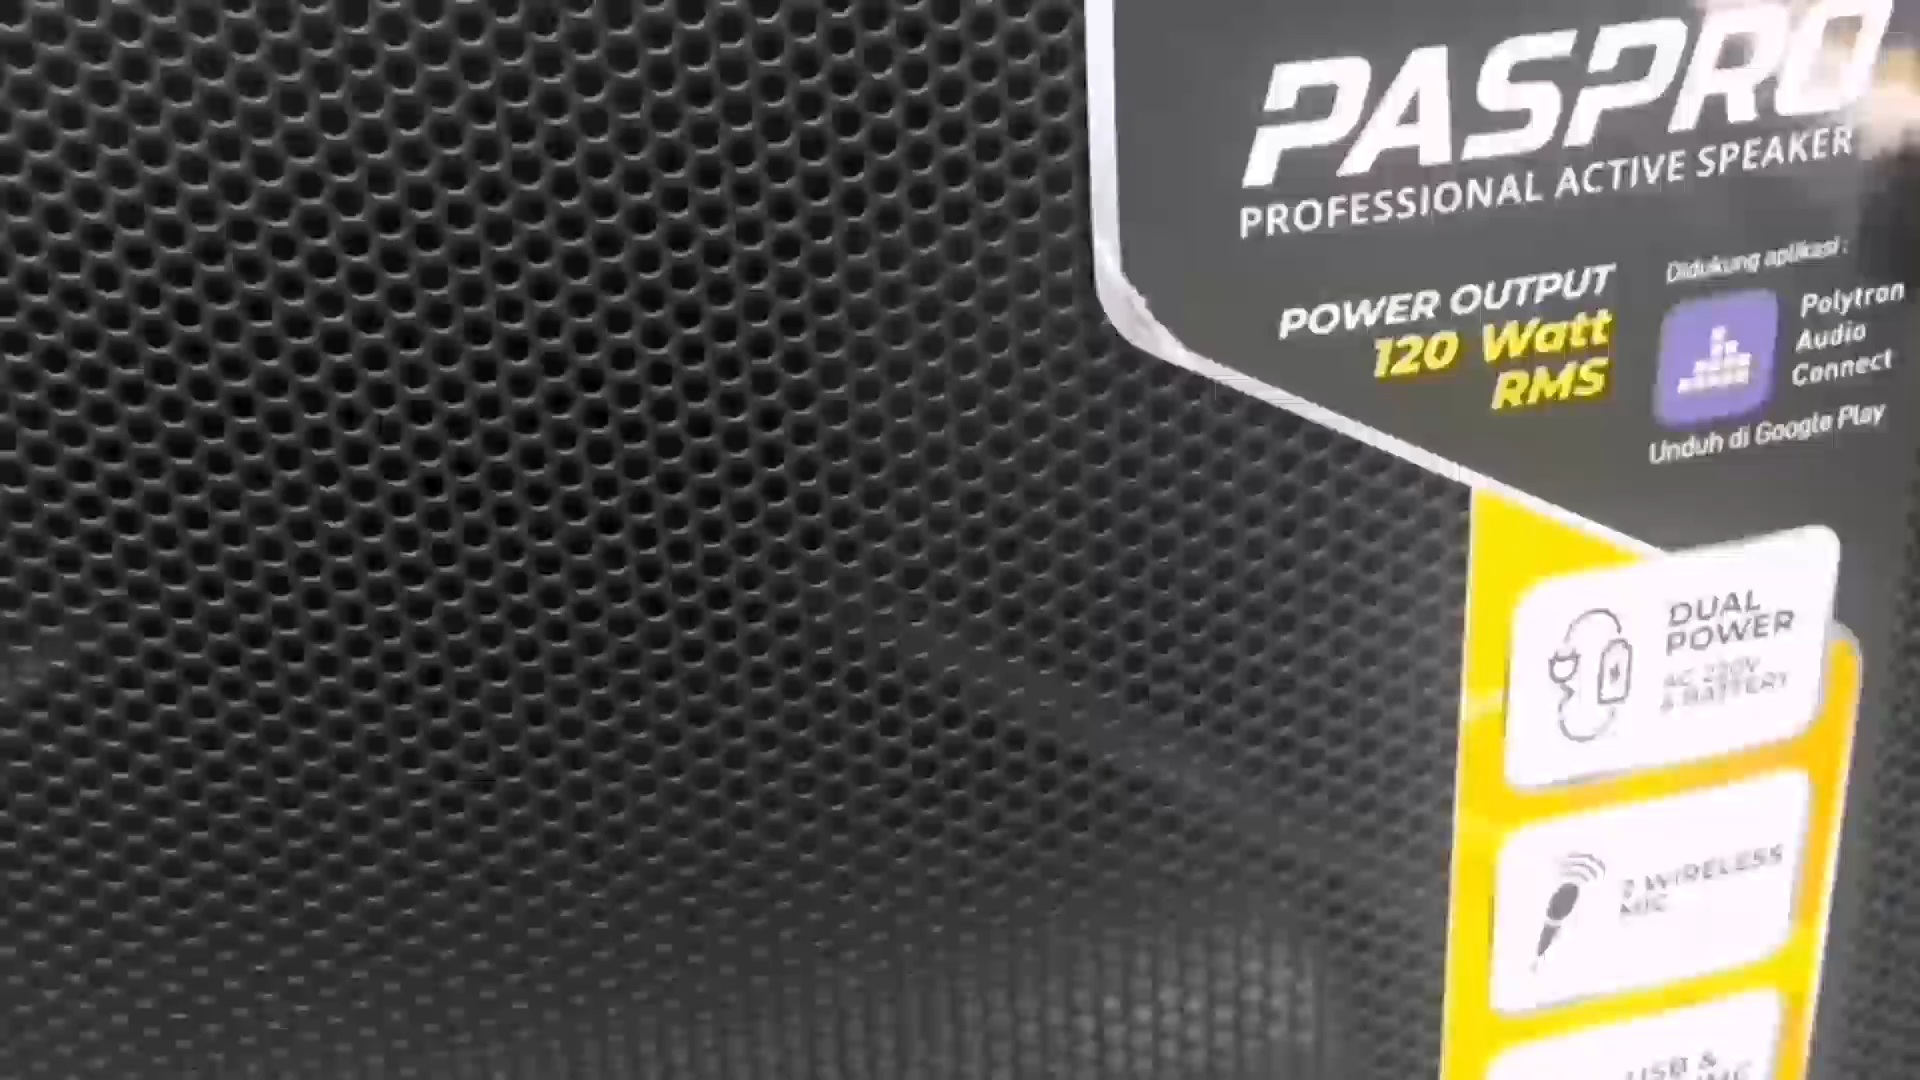 PASPRO
PROFESSIONAL ACTIVE SPEAKER
POWER OUTPUT
120 Watt
RMS
Didukung aplikasi :
Polytron
Audio
Connect
Unduh di Google Play
DUAL
POWER
AC 220V
& BATTERY
2 WIRELESS
MIC
USB &